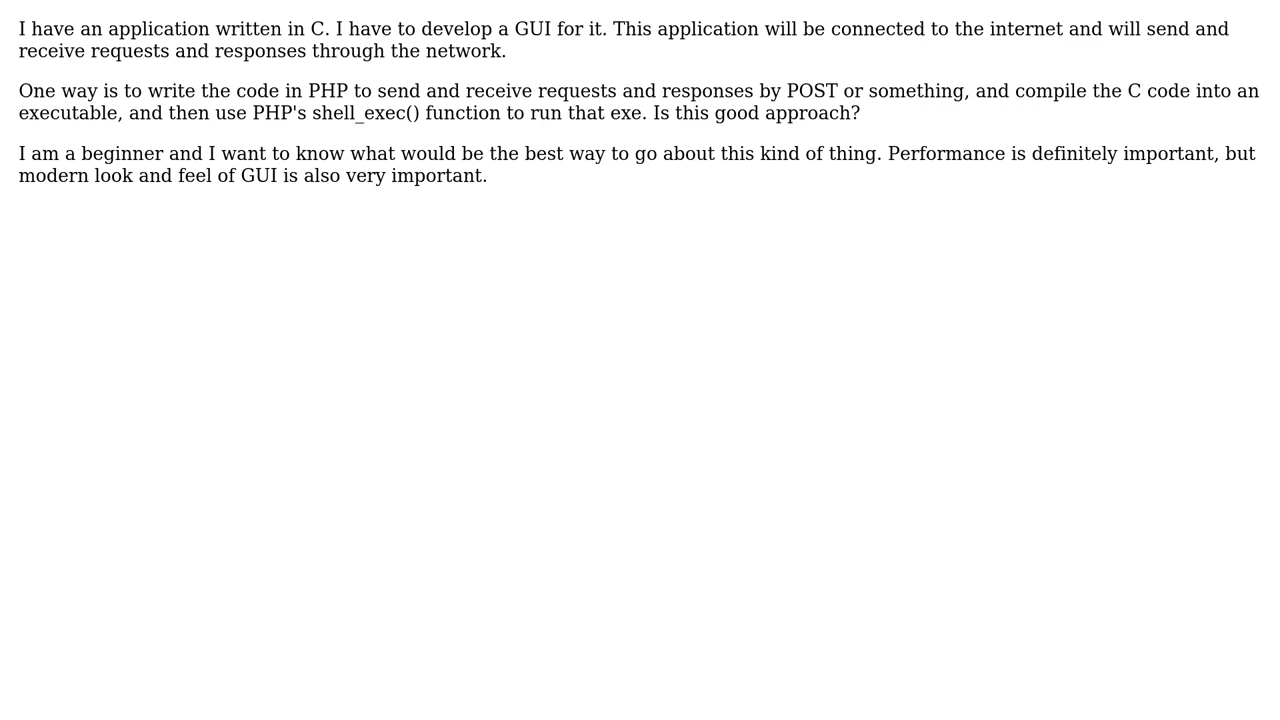 I have an application written in C. I have to develop a GUI for it. This application will be connected to the internet and will send and
receive requests and responses through the network.
One way is to write the code in PHP to send and receive requests and responses by POST or something, and compile the C code into an
executable, and then use PHP's shell_exec() function to run that exe. Is this good approach?
I am a beginner and I want to know what would be the best way to go about this kind of thing. Performance is definitely important, but
modern look and feel of GUI is also very important.